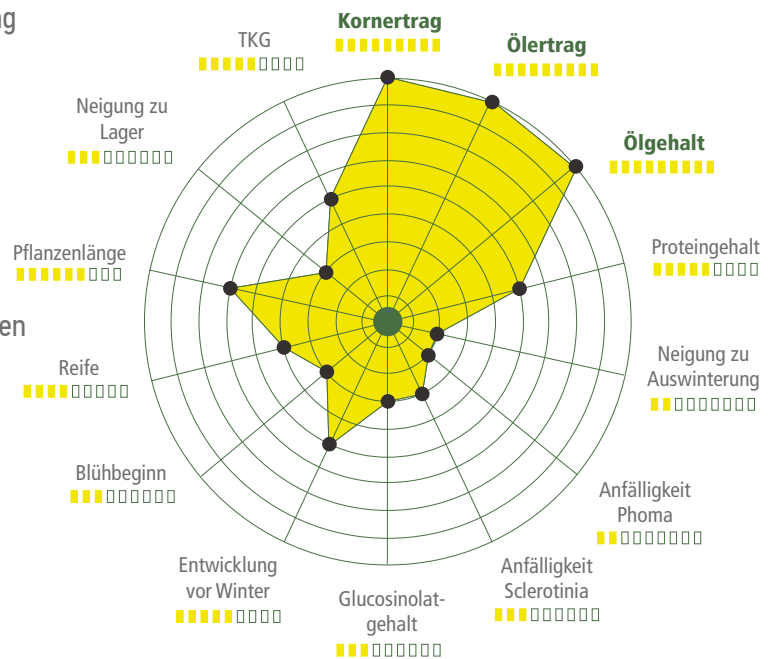 g
Kornertrag
Ölertrag
Ölgehalt
Proteingehalt
Neigung zu
Auswinterung
Anfälligkeit
Phoma
Anfälligkeit
Sclerotinia
Glucosinolat-
gehalt
Entwicklung
vor Winter
Blühbeginn
Reife
en
Pflanzenlänge
Neigung zu
Lager
TKG